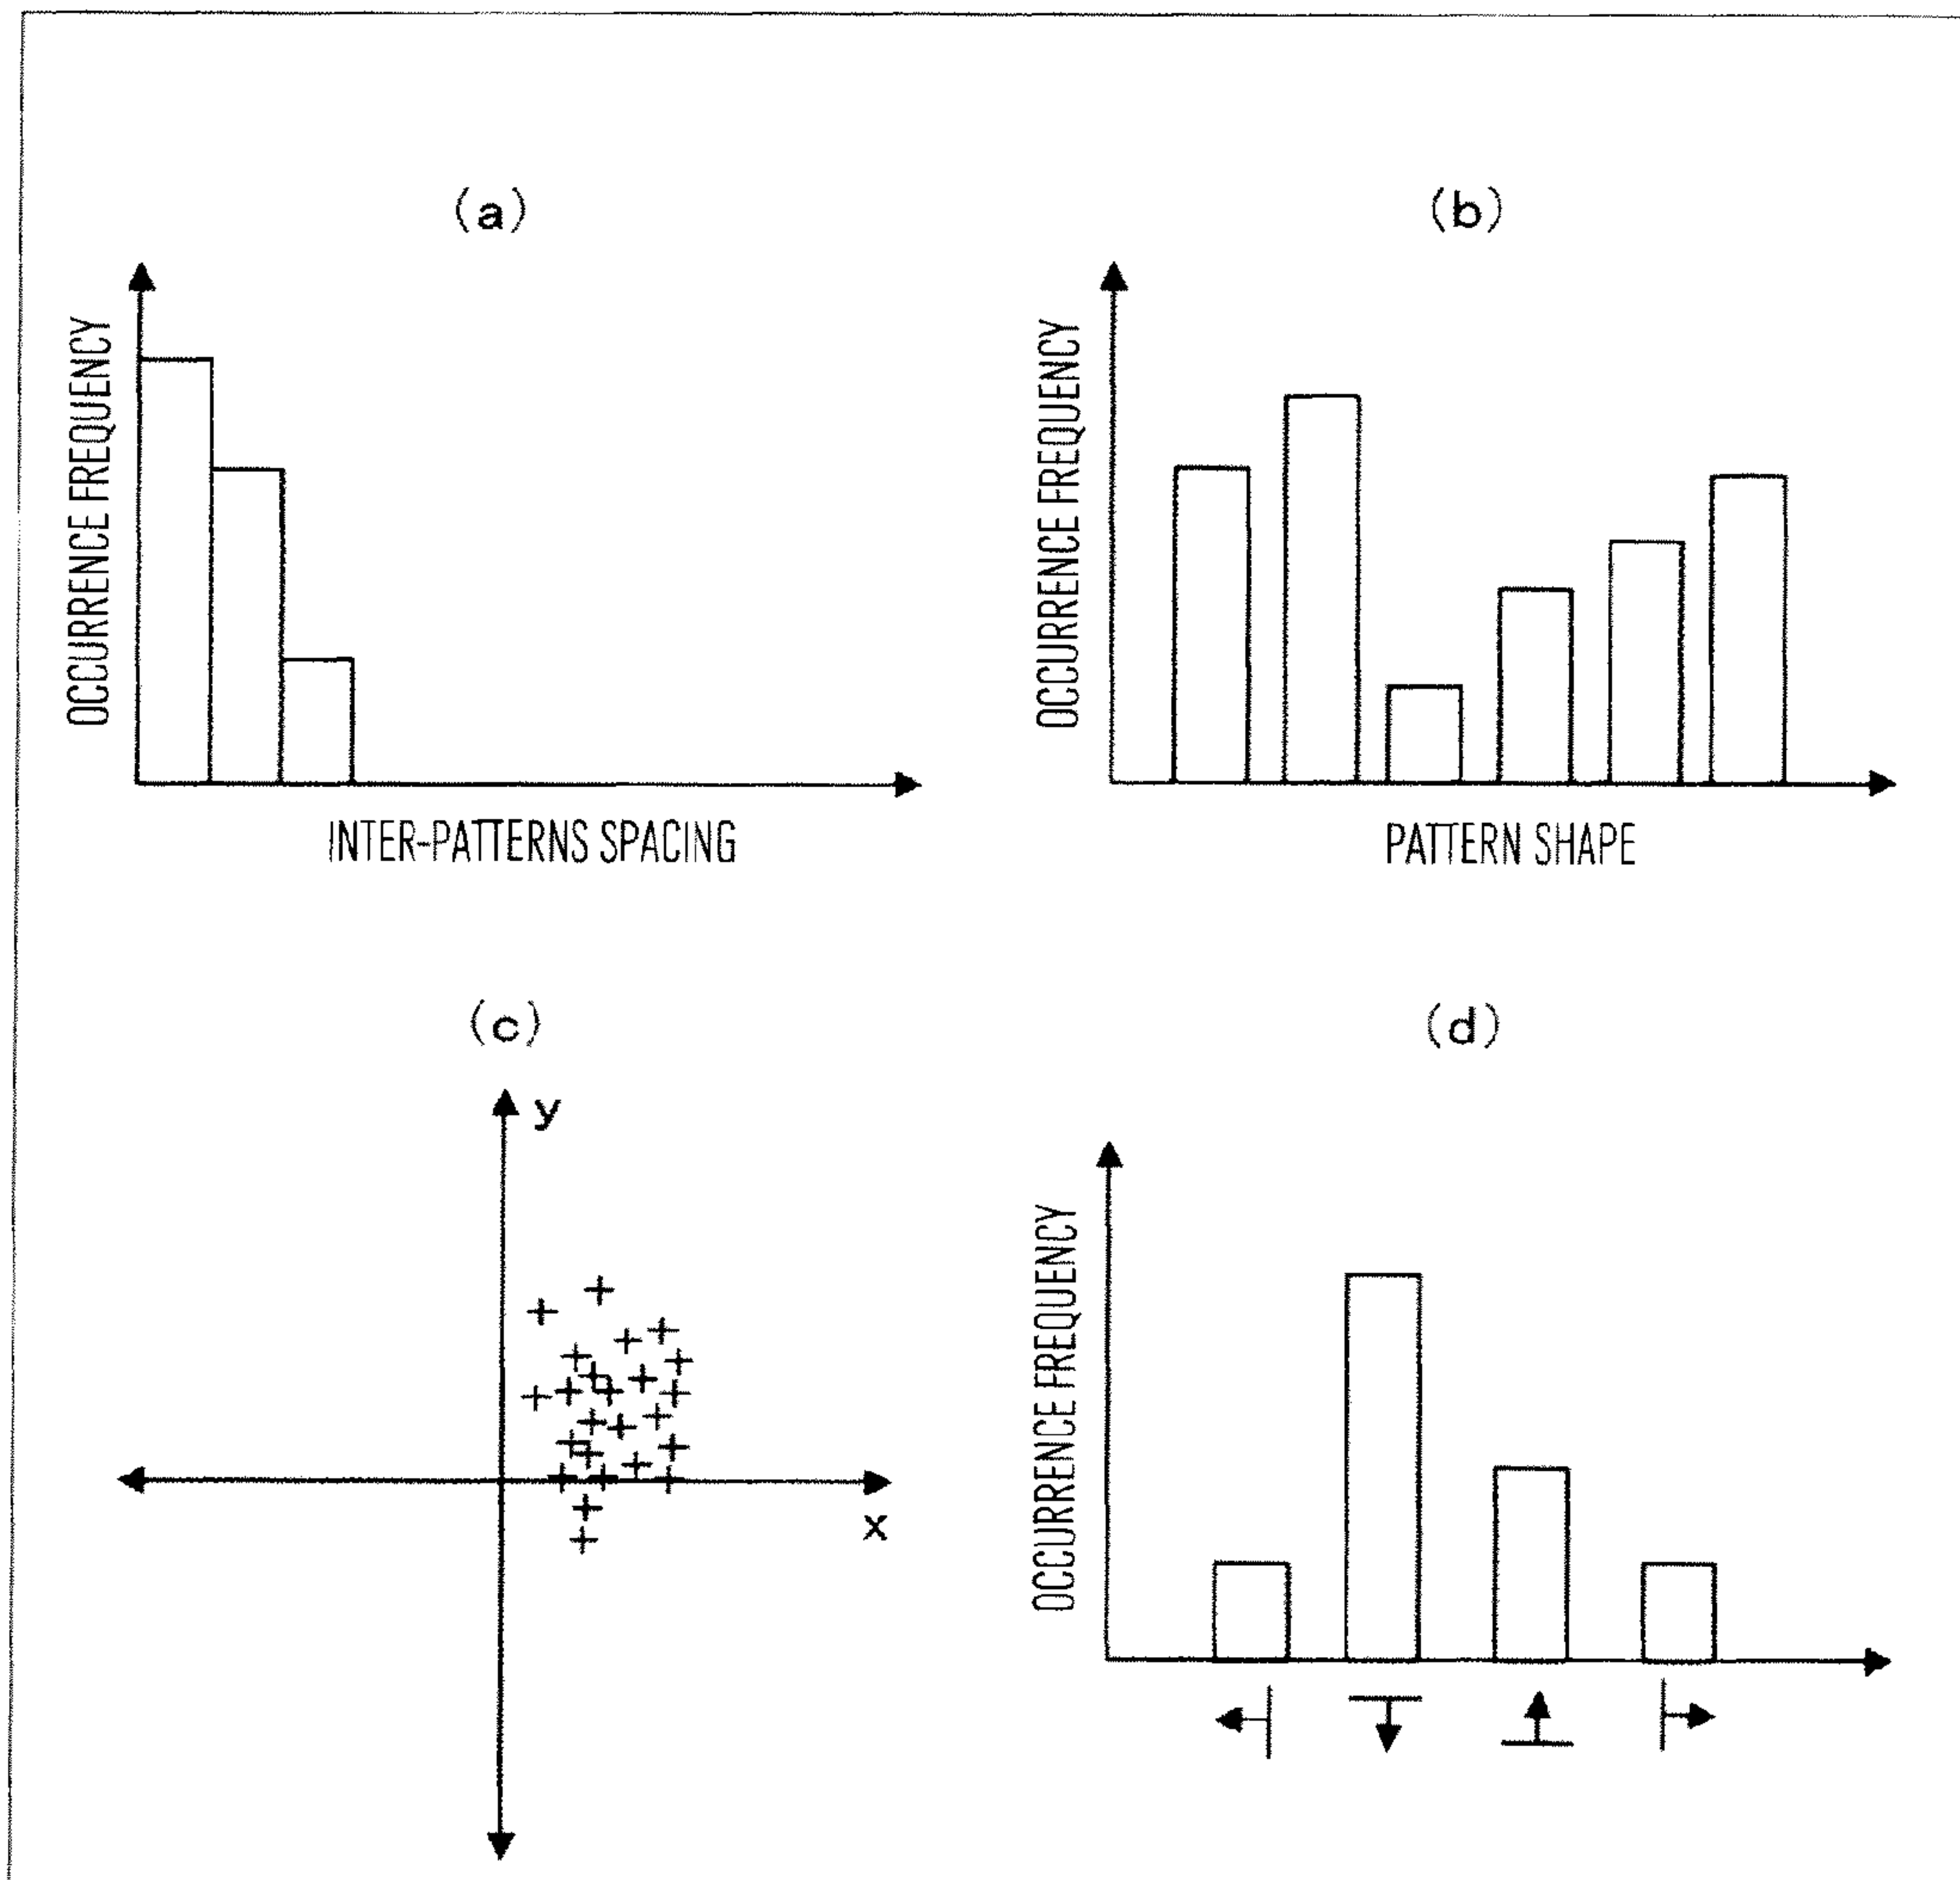 (a)
OCCURRENCE FREQUENCY
INTER-PATTERNS SPACING
(b)
OCCURRENCE FREQUENCY
PATTERN SHAPE
(c)
y
x
(d)
OCCURRENCE FREQUENCY